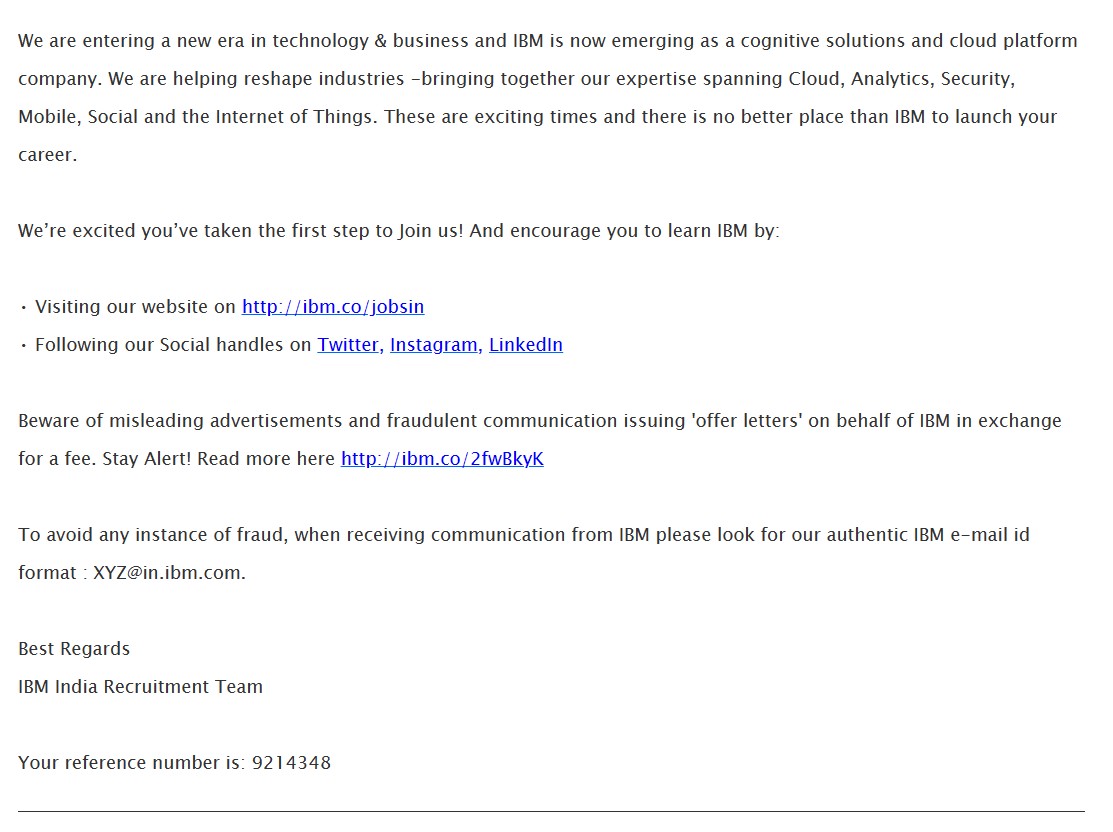 We are entering a new era in technology & business and IBM is now emerging as a cognitive solutions and cloud platform
company. We are helping reshape industries –bringing together our expertise spanning Cloud, Analytics, Security,
Mobile, Social and the Internet of Things. These are exciting times and there is no better place than IBM to launch your
career.
We’re excited you’ve taken the first step to Join us! And encourage you to learn IBM by:
• Visiting our website on http://ibm.co/jobsin
• Following our Social handles on Twitter, Instagram, LinkedIn
Beware of misleading advertisements and fraudulent communication issuing 'offer letters' on behalf of IBM in exchange
for a fee. Stay Alert! Read more here http://ibm.co/2fwBkyK
To avoid any instance of fraud, when receiving communication from IBM please look for our authentic IBM e-mail id
format : XYZ@in.ibm.com.
Best Regards
IBM India Recruitment Team
Your reference number is: 9214348